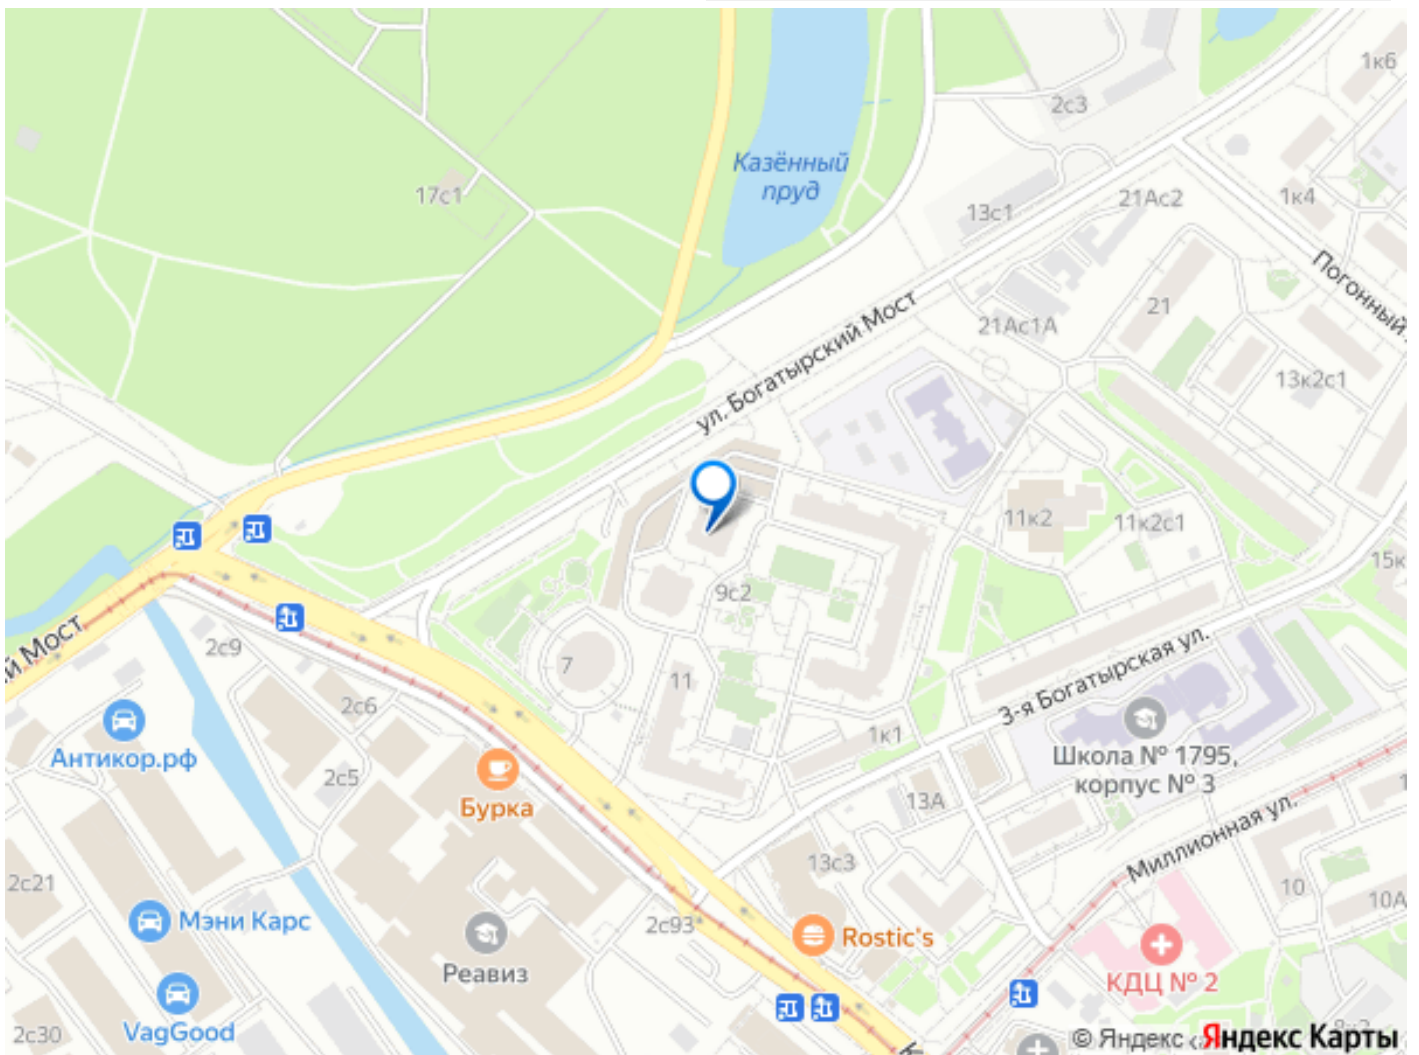 1к6
2с3
Казённый
пруд
17с1
13с1
21Ас2
1к4
Погонный
21
21Ас1А
ул. Богатырский Мост
13к2с1
11к2
11к2с1
15к
9с2
й Мост
2с9
7
11
3-я Богатырская ул.
2с6
1к1
Антикор.рф
Школа № 1795,
корпус № 3
2с5
13А
Бурка
Миллионная ул.
13с3
2с21
10
10А
Мэни Карс
2с93
Rostic's
Реавиз
КДЦ № 2
2с30
VagGood
© Яндекс
Яндекс Карты